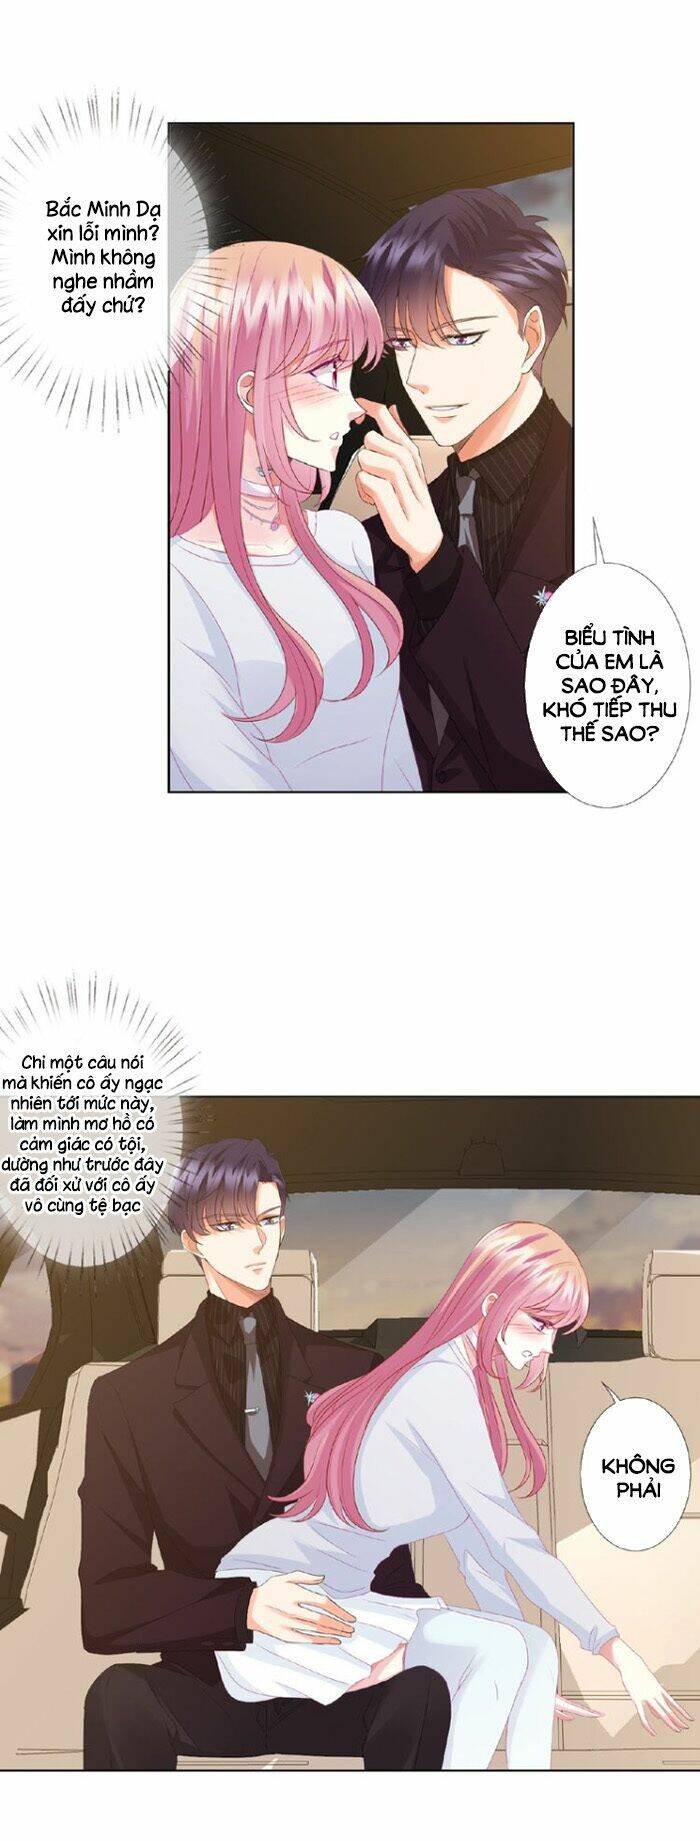 Bắc Minh Dạ
xin lỗi mình?
Mình không
nghe nhầm
đấy chứ?
BIỂU TÌNH
CỦA EM LÀ
SAO ĐÂY,
KHÓ TIẾP THU
THẾ SAO?
Chỉ một câu nói
mà khiến cô ấy ngạc
nhiên tới mức này,
làm mình mơ hồ có
cảm giác có tội,
dường như trước đây
đã đối xử với cô ấy
vô cùng tệ bạc
KHÔNG
PHẢI